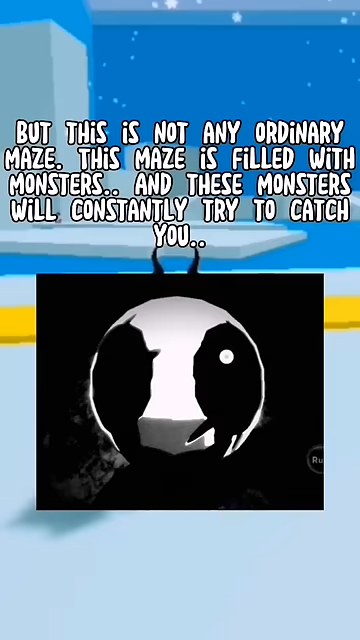 BUT THIS IS NOT ANY ORDINARY
MAZE. THIS MAZE IS FILLED WITH
MONSTERS.. AND THESE MONSTERS
WILL CONSTANTLY TRY TO CATCH
YOU..
Ru